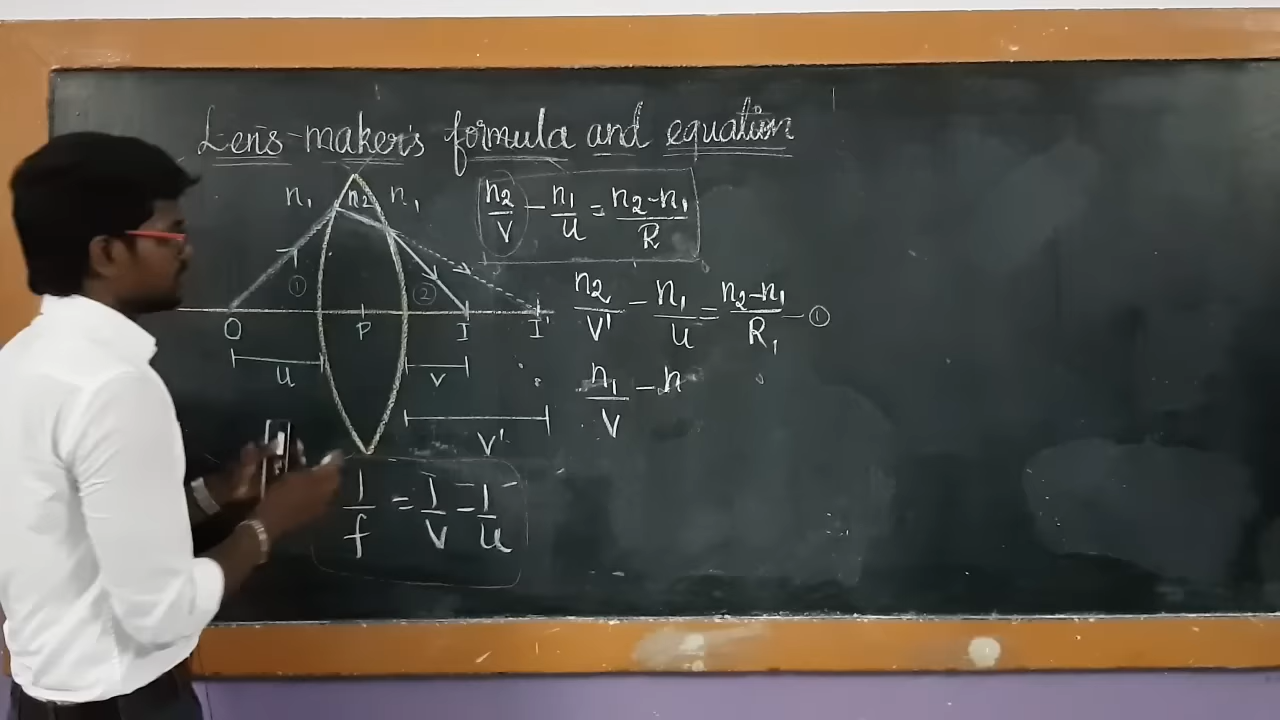 Lens-maker's formula and equation
n₁ n₂ n₁
n₂/v - n₁/u = n₂-n₁/R
① ②
n₂/v' - n₁/u = n₂-n₁/R₁ - ①
O P I I'
u v
n₁/v - n
v'
1/f = 1/v - 1/u